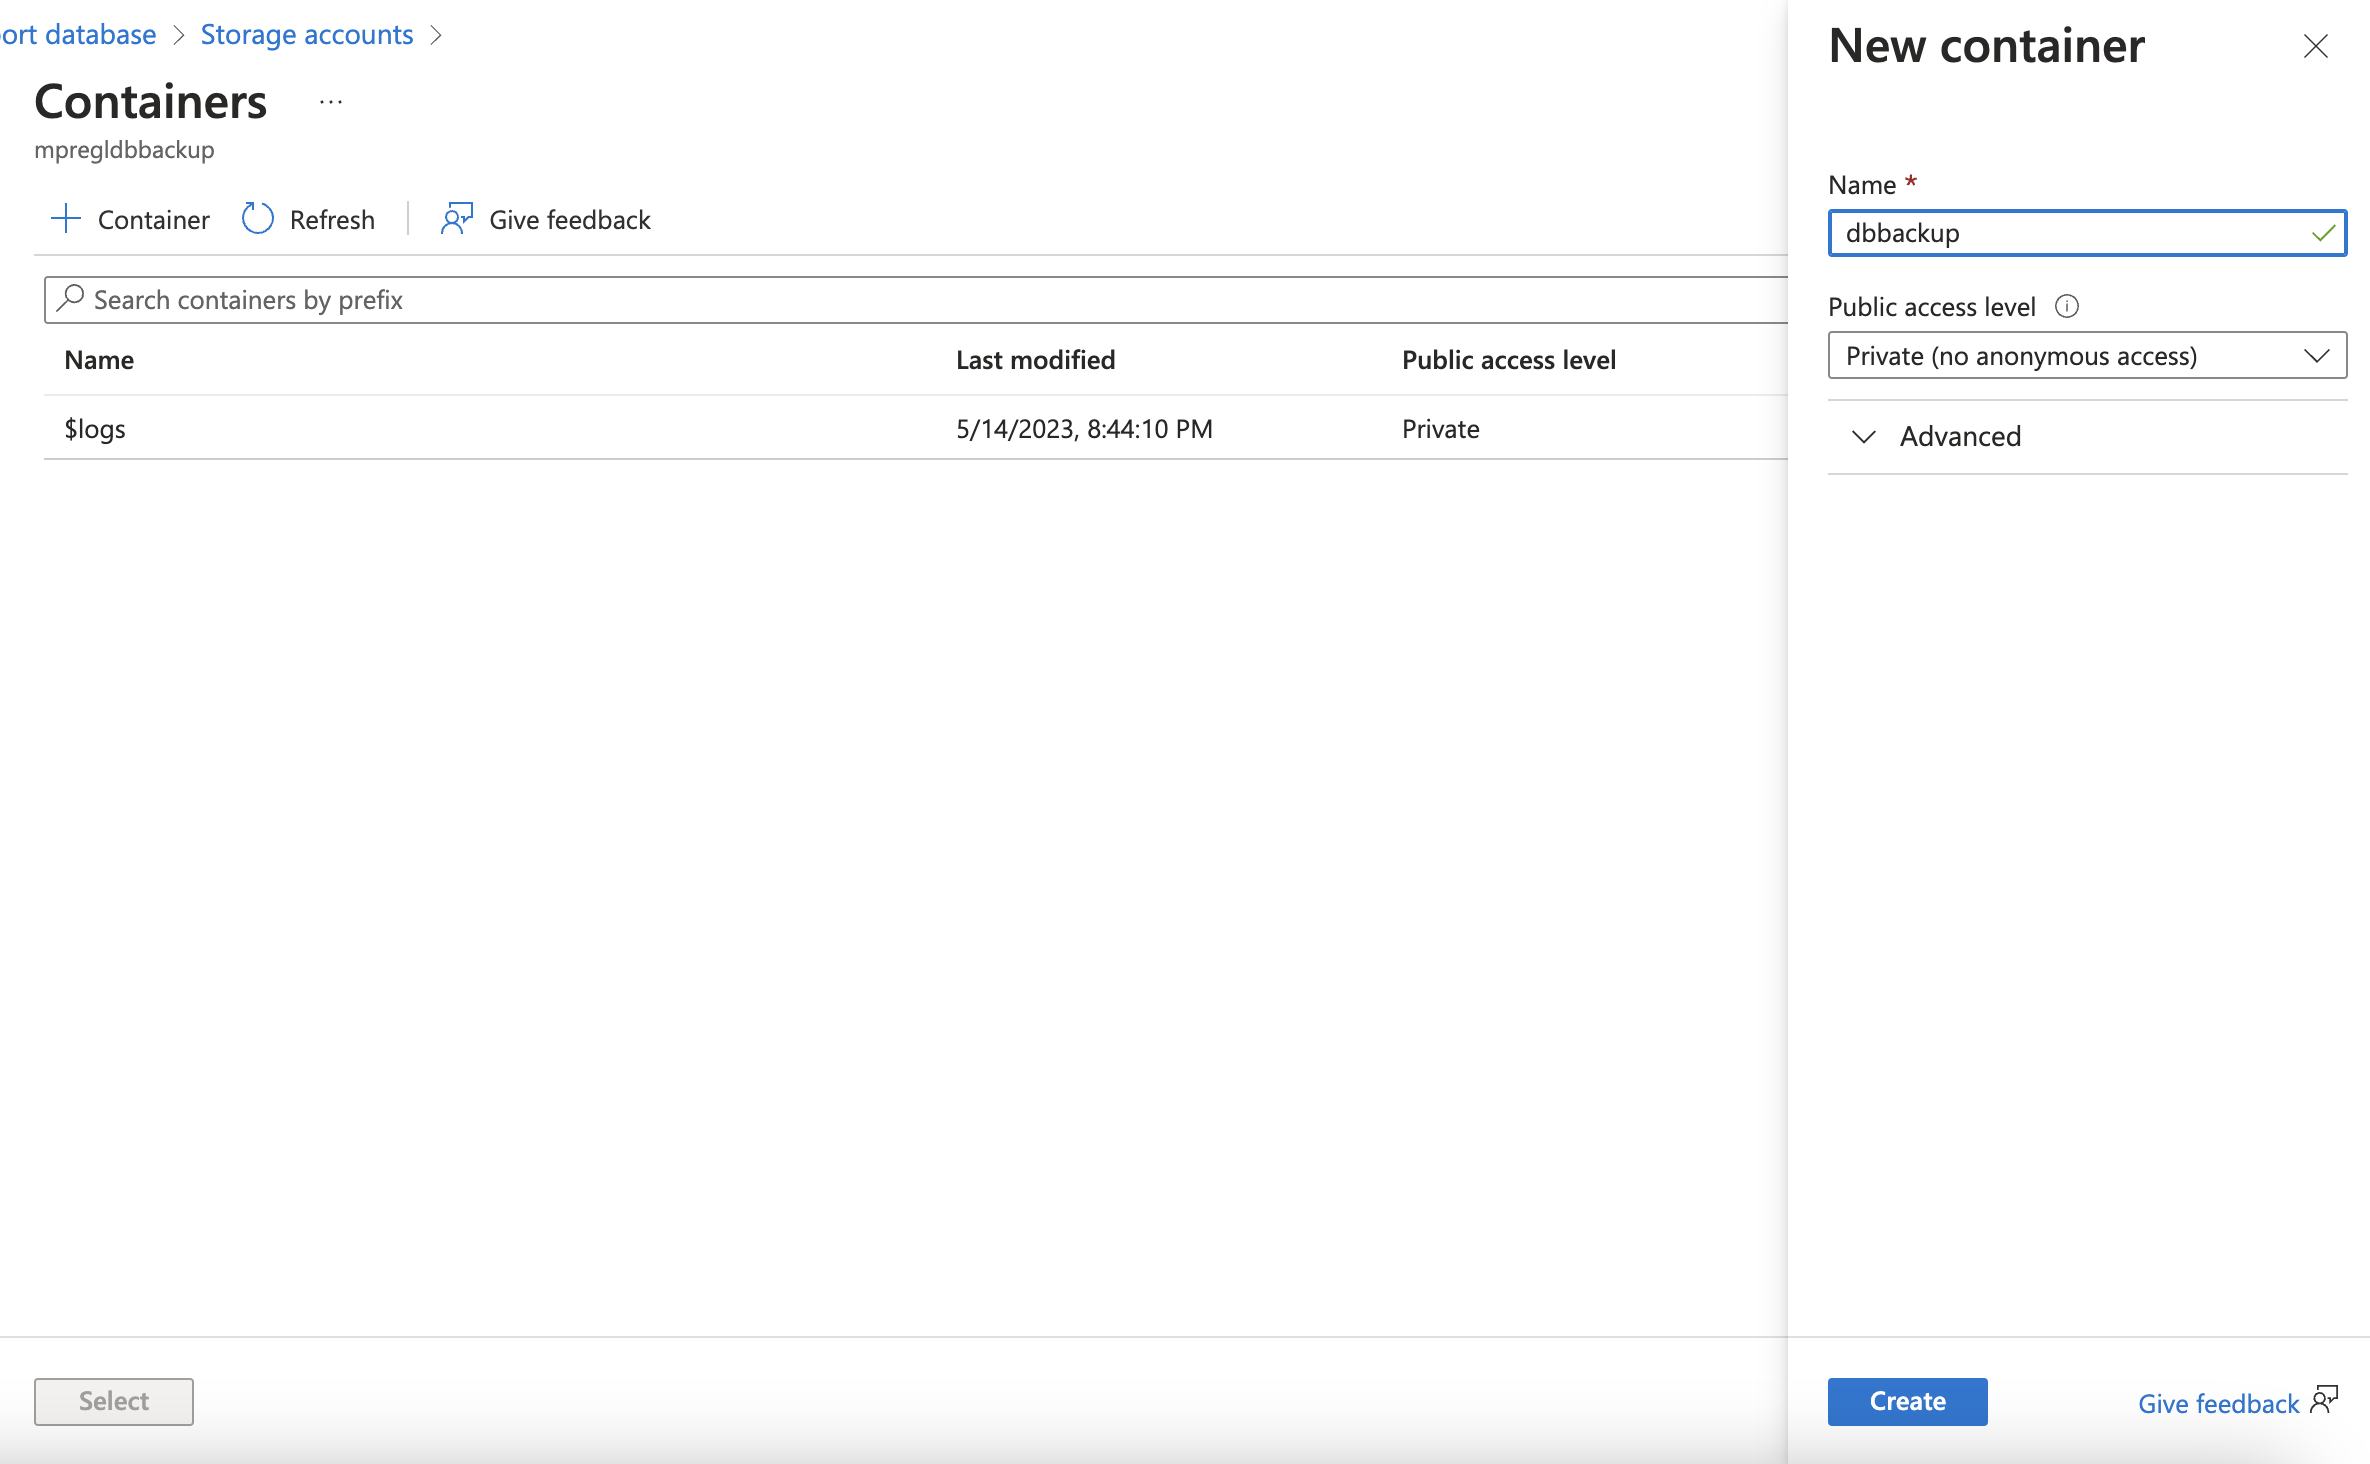 ort database > Storage accounts >
Containers ...
mpregldbbackup
Container Refresh Give feedback
Search containers by prefix
Name Last modified Public access level
$logs 5/14/2023, 8:44:10 PM Private
Select
New container
Name *
dbbackup
Public access level
Private (no anonymous access)
Advanced
Create Give feedback